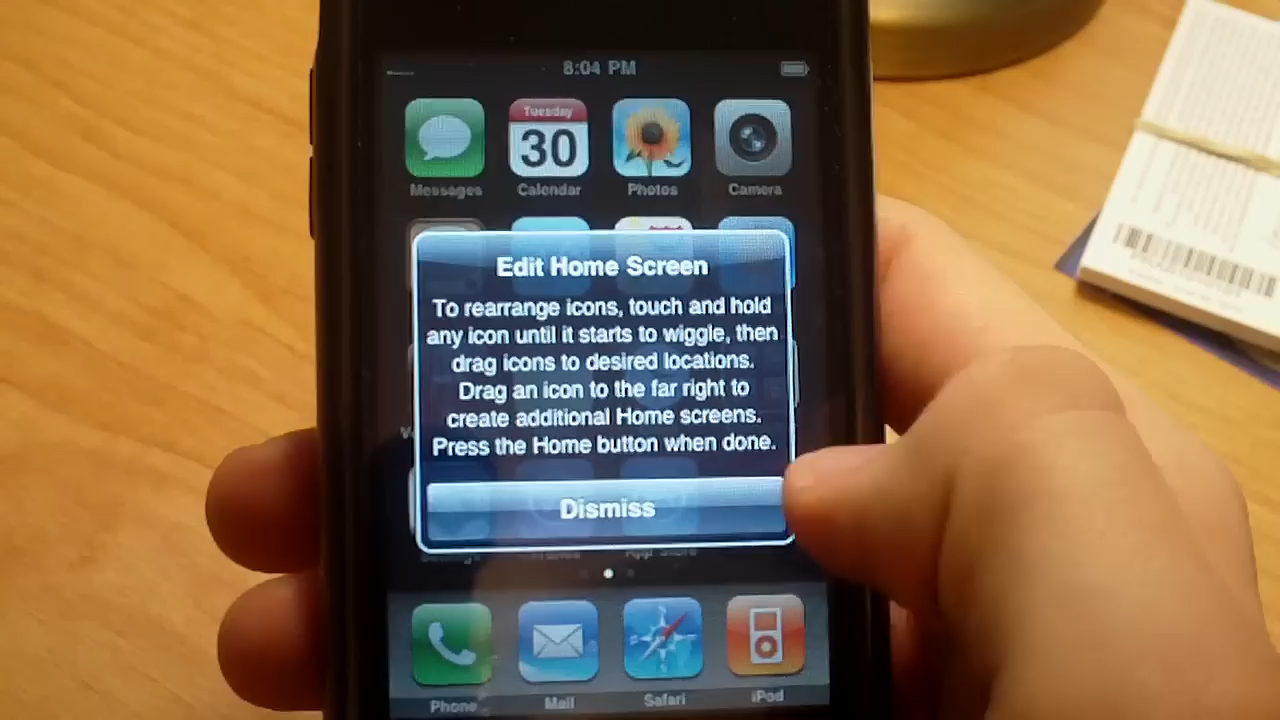 8:04 PM
Tuesday
30
Messages Calendar Photos Camera
Edit Home Screen
To rearrange icons, touch and hold
any icon until it starts to wiggle, then
drag icons to desired locations.
Drag an icon to the far right to
create additional Home screens.
Press the Home button when done.
Dismiss
Settings iTunes App Store
Phone Mail Safari iPod